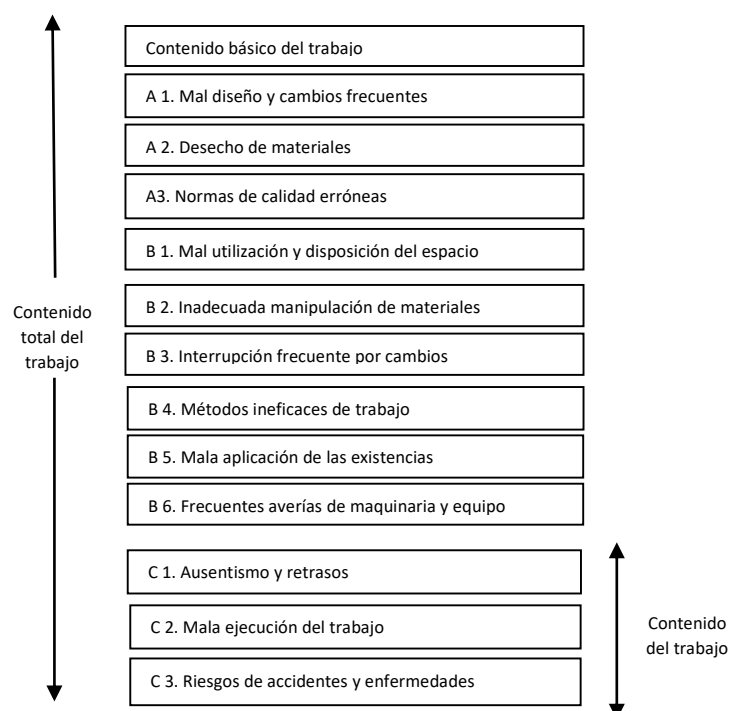 Contenido básico del trabajo
A 1. Mal diseño y cambios frecuentes
A 2. Desecho de materiales
A3. Normas de calidad erróneas
B 1. Mal utilización y disposición del espacio
B 2. Inadecuada manipulación de materiales
B 3. Interrupción frecuente por cambios
B 4. Métodos ineficaces de trabajo
B 5. Mala aplicación de las existencias
B 6. Frecuentes averías de maquinaria y equipo
C 1. Ausentismo y retrasos
C 2. Mala ejecución del trabajo
C 3. Riesgos de accidentes y enfermedades
Contenido
total del
trabajo
Contenido
del trabajo